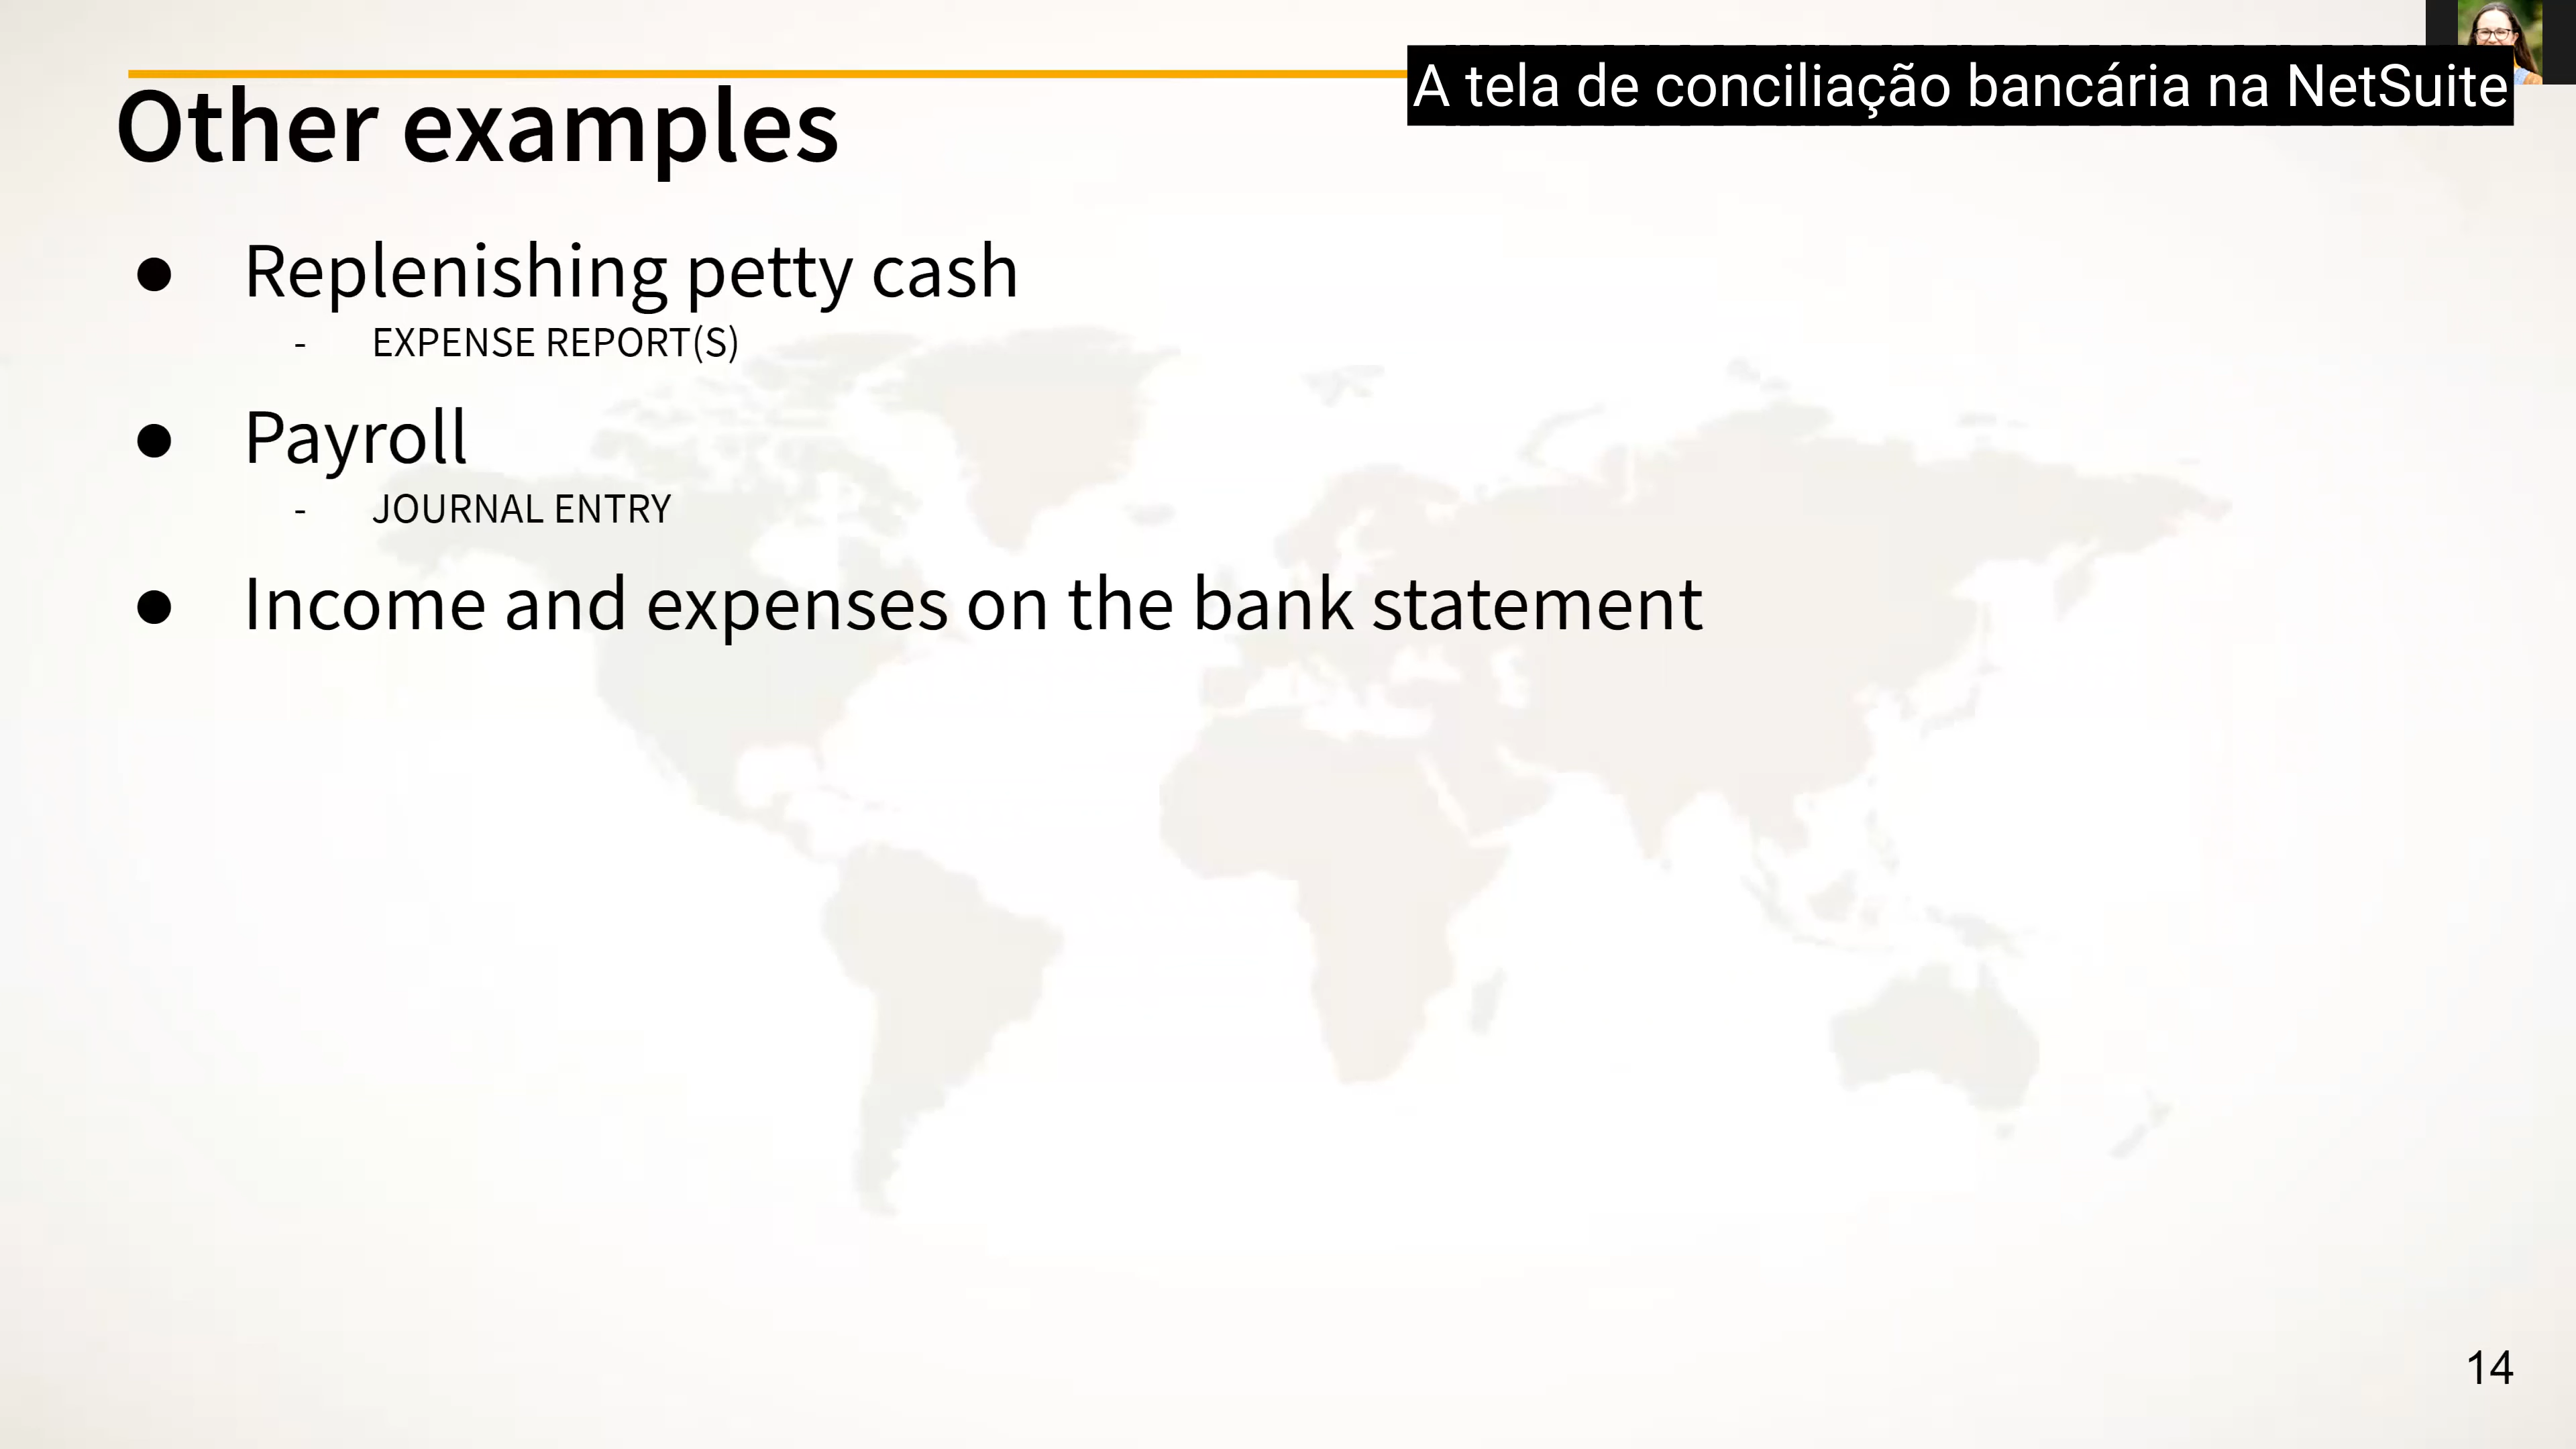 A tela de conciliação bancária na NetSuite
Other examples
● Replenishing petty cash
- EXPENSE REPORT(S)
● Payroll
- JOURNAL ENTRY
● Income and expenses on the bank statement
14